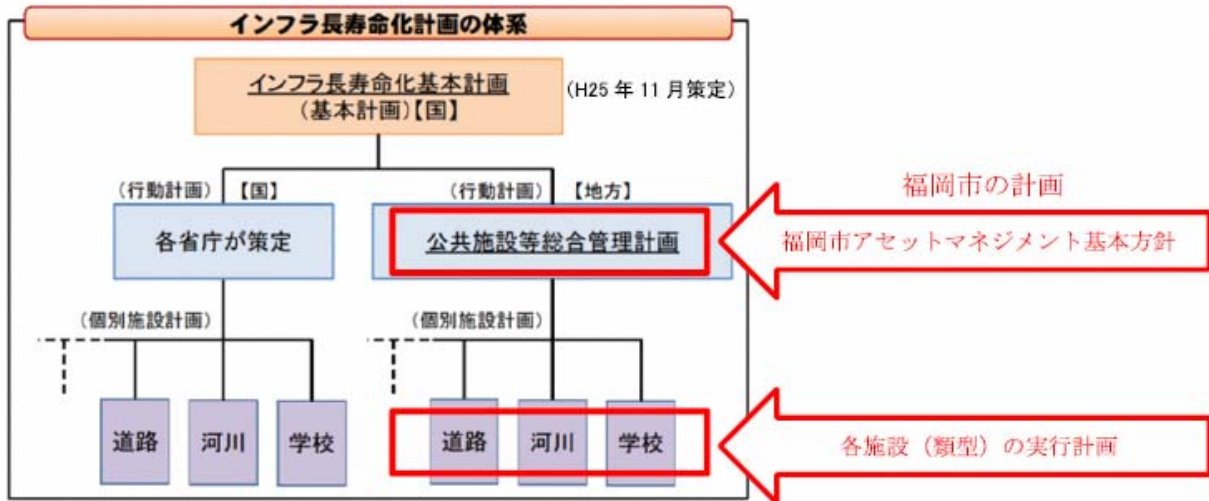 インフラ長寿命化計画の体系
インフラ長寿命化基本計画
(基本計画)【国】
(H25年11月策定)
(行動計画) 【国】
各省庁が策定
(行動計画) 【地方】
公共施設等総合管理計画
福岡市の計画
福岡市アセットマネジメント基本方針
(個別施設計画)
道路
河川
学校
(個別施設計画)
道路
河川
学校
各施設（類型）の実行計画